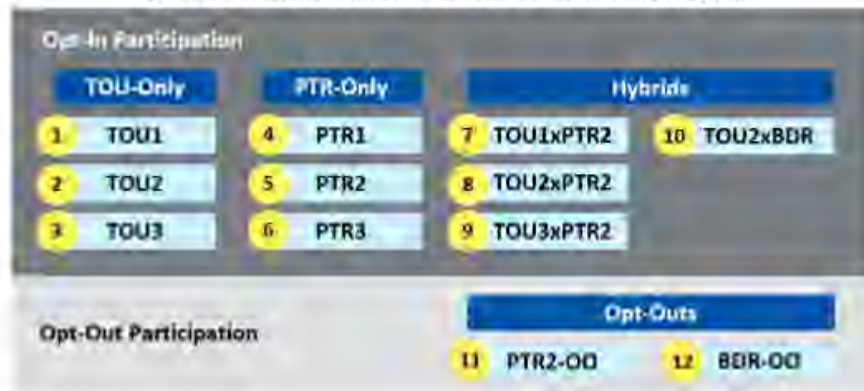 Opt-In Participation
TOU-Only PTR-Only Hybrids
1 TOU1 4 PTR1 7 TOU1xPTR2 10 TOU2xBDR
2 TOU2 5 PTR2 8 TOU2xPTR2
3 TOU3 6 PTR3 9 TOU3xPTR2
Opt-Out Participation
Opt-Outs
11 PTR2-OO 12 BDR-OO